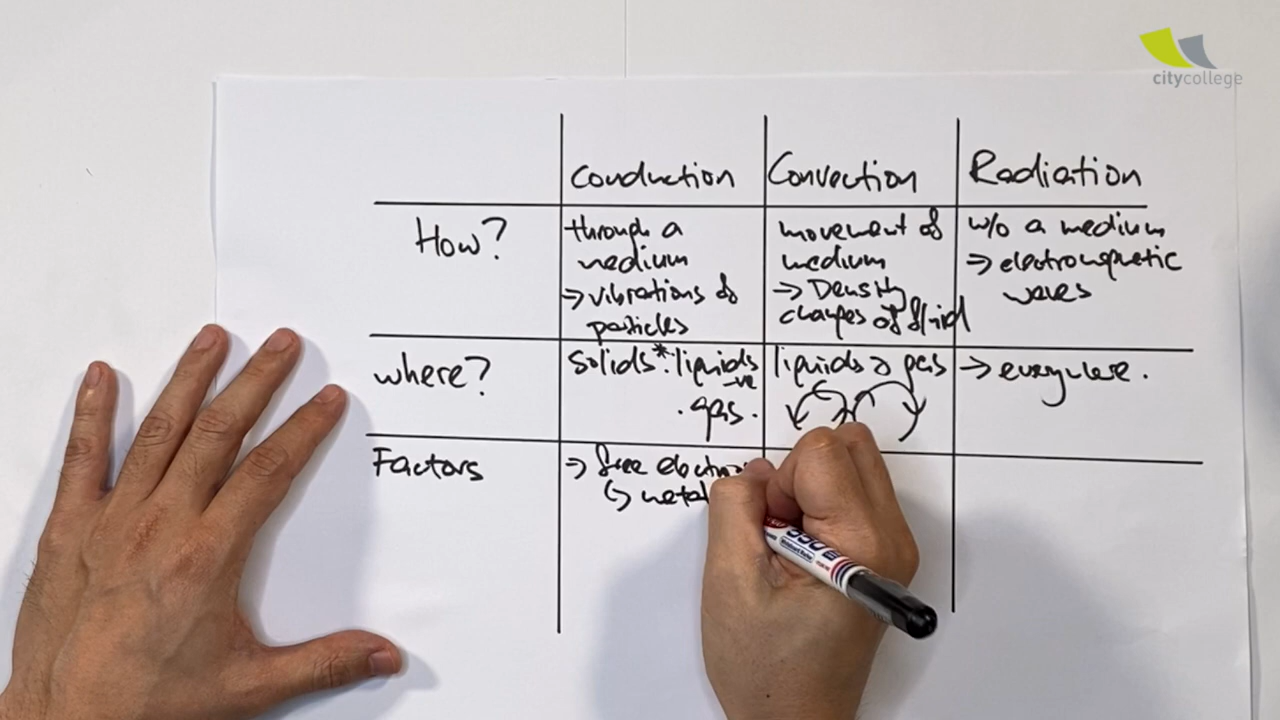 citycollege
Conduction Convection Radiation
How?
through a
medium
→ vibrations of
particles
movement of
medium
→ Density
changes of fluid
w/o a medium
⇒ electromagnetic
waves
where?
solids*. liquids
-ve
. gas.
liquids & gas
→ everywhere.
Factors
⇒ free electro
↳ metal